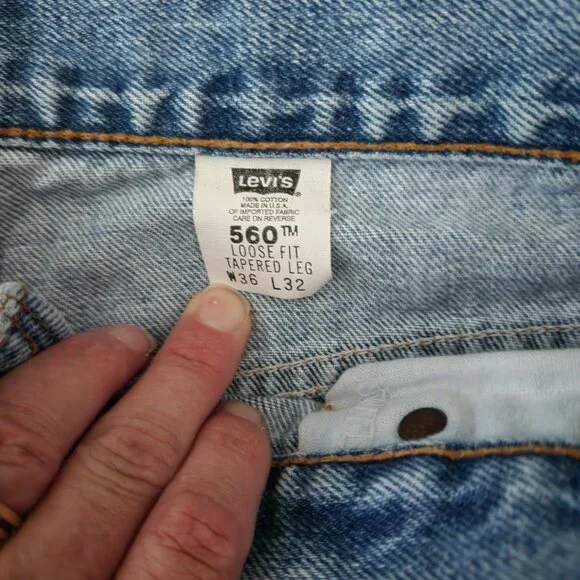 Levi's ®
100% COTTON
MADE IN U.S.A.
OF IMPORTED FABRIC
CARE ON REVERSE
560™
LOOSE FIT
TAPERED LEG
W36 L32